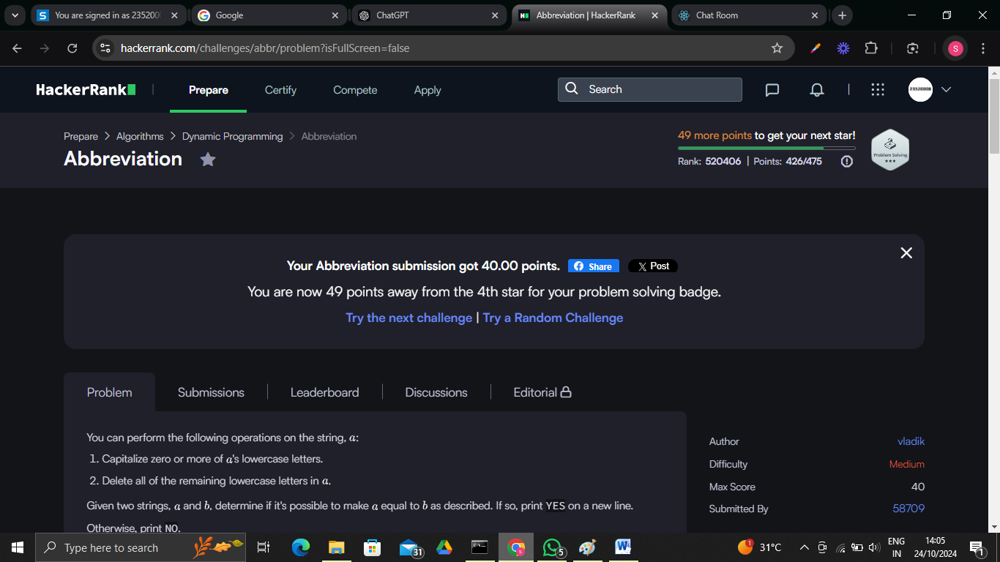 You are signed in as 2352000
Google
ChatGPT
Abbreviation | HackerRank
Chat Room
hackerrank.com/challenges/abbr/problem?isFullScreen=false
S
HackerRank
Prepare
Certify
Compete
Apply
Search
Prepare > Algorithms > Dynamic Programming > Abbreviation
Abbreviation
49 more points to get your next star!
Rank: 520406 | Points: 426/475
Problem Solving
Your Abbreviation submission got 40.00 points.
Share
Post
You are now 49 points away from the 4th star for your problem solving badge.
Try the next challenge | Try a Random Challenge
Problem
Submissions
Leaderboard
Discussions
Editorial
You can perform the following operations on the string, a:
1. Capitalize zero or more of a's lowercase letters.
2. Delete all of the remaining lowercase letters in a.
Given two strings, a and b, determine if it's possible to make a equal to b as described. If so, print YES on a new line.
Otherwise, print NO.
Author vladik
Difficulty Medium
Max Score 40
Submitted By 58709
Type here to search
31
5
1
31°C
ENG
IN
14:05
24/10/2024
1